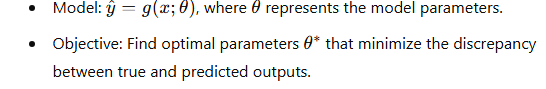 • Model: ŷ = g(x; θ), where θ represents the model parameters.
• Objective: Find optimal parameters θ* that minimize the discrepancy
between true and predicted outputs.